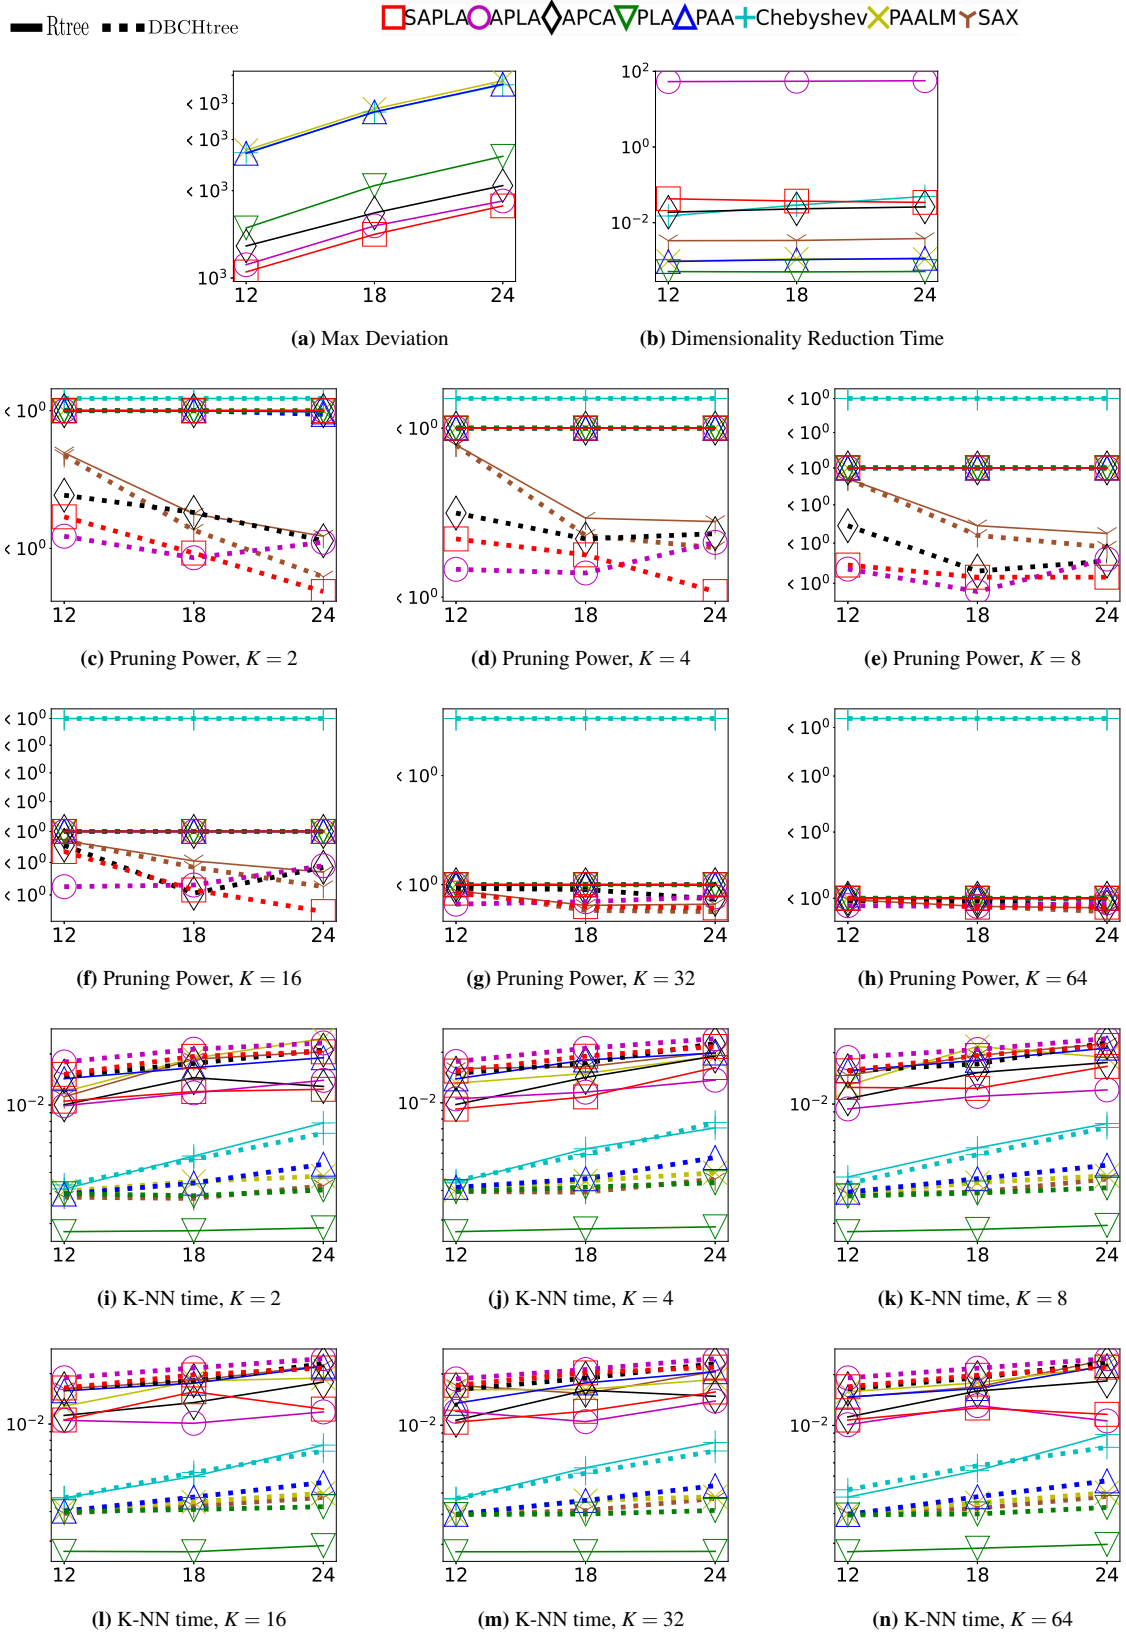 Rtree DBCHtree SAPLA APLA APCA PLA PAA Chebyshev PAALM SAX
< 10³
< 10³
< 10³
10³
12 18 24
10²
10⁰
10⁻²
12 18 24
(a) Max Deviation
(b) Dimensionality Reduction Time
< 10⁰
< 10⁰
12 18 24
< 10⁰
< 10⁰
12 18 24
< 10⁰
< 10⁰
< 10⁰
< 10⁰
< 10⁰
< 10⁰
12 18 24
(c) Pruning Power, K = 2
(d) Pruning Power, K = 4
(e) Pruning Power, K = 8
< 10⁰
< 10⁰
< 10⁰
< 10⁰
< 10⁰
< 10⁰
< 10⁰
12 18 24
< 10⁰
< 10⁰
12 18 24
< 10⁰
< 10⁰
< 10⁰
< 10⁰
12 18 24
(f) Pruning Power, K = 16
(g) Pruning Power, K = 32
(h) Pruning Power, K = 64
10⁻²
12 18 24
10⁻²
12 18 24
10⁻²
12 18 24
(i) K-NN time, K = 2
(j) K-NN time, K = 4
(k) K-NN time, K = 8
10⁻²
12 18 24
10⁻²
12 18 24
10⁻²
12 18 24
(l) K-NN time, K = 16
(m) K-NN time, K = 32
(n) K-NN time, K = 64